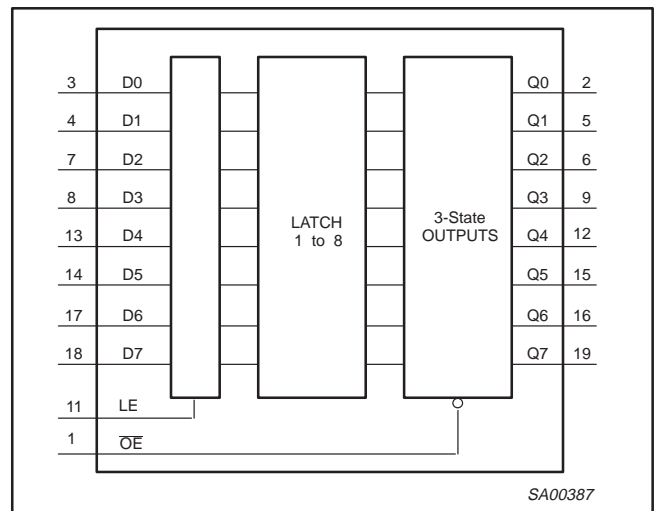 3 D0 Q0 2
4 D1 Q1 5
7 D2 Q2 6
8 D3 Q3 9
LATCH
1 to 8
3-State
OUTPUTS
13 D4 Q4 12
14 D5 Q5 15
17 D6 Q6 16
18 D7 Q7 19
11 LE
1 O̅E̅
SA00387